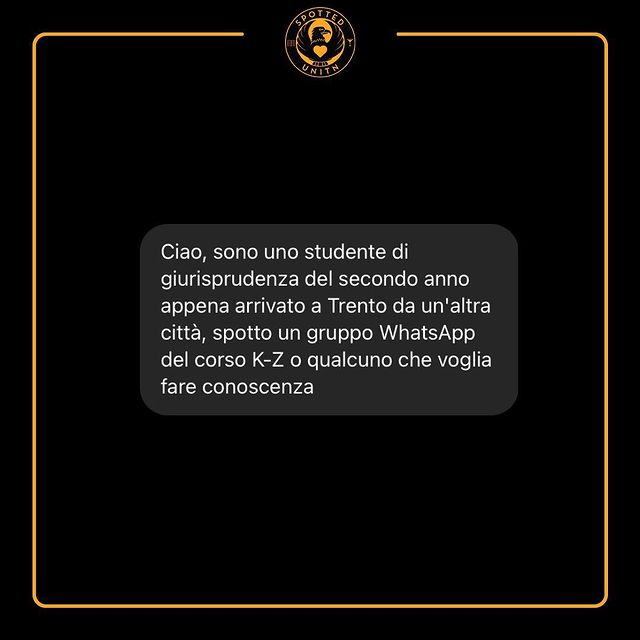 SPOTTED
UNITN
Ciao, sono uno studente di
giurisprudenza del secondo anno
appena arrivato a Trento da un'altra
città, spotto un gruppo WhatsApp
del corso K-Z o qualcuno che voglia
fare conoscenza